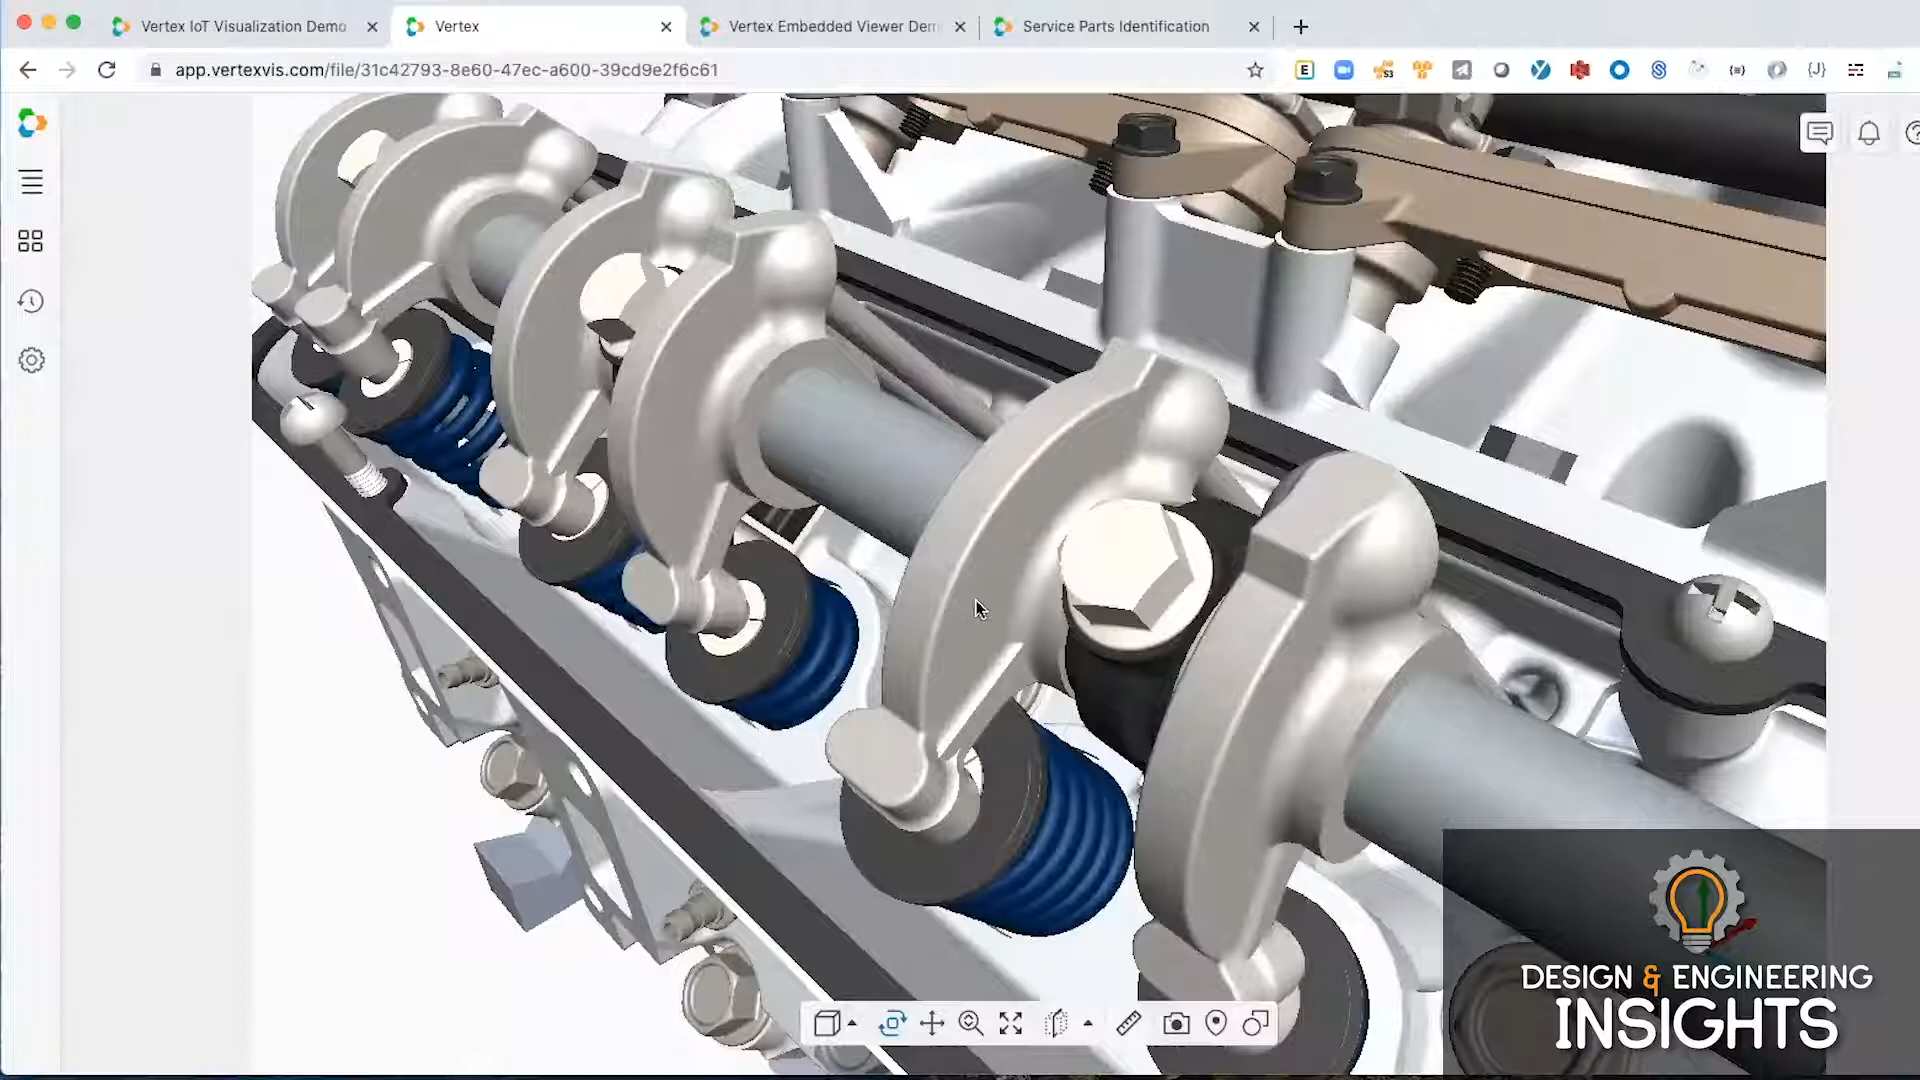 Vertex IoT Visualization Demo
Vertex
Vertex Embedded Viewer Dem
Service Parts Identification
app.vertexvis.com/file/31c42793-8e60-47ec-a600-39cd9e2f6c61
DESIGN & ENGINEERING
INSIGHTS